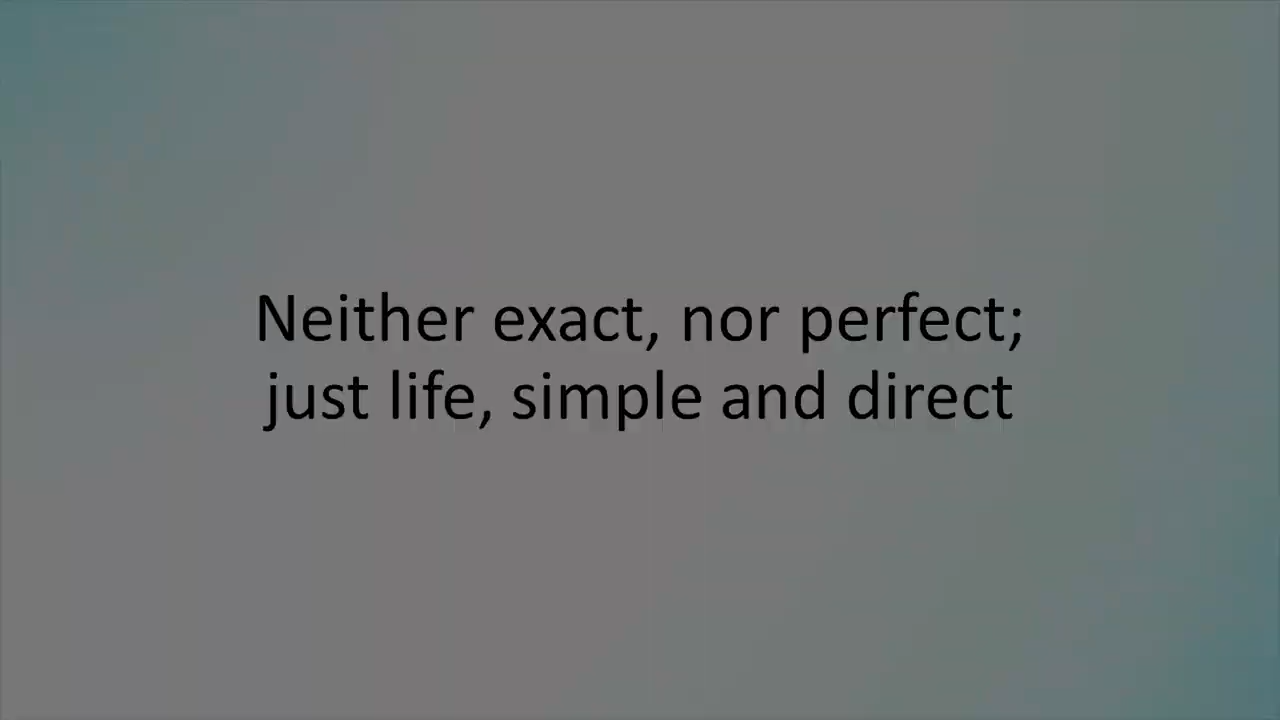 Neither exact, nor perfect;
just life, simple and direct